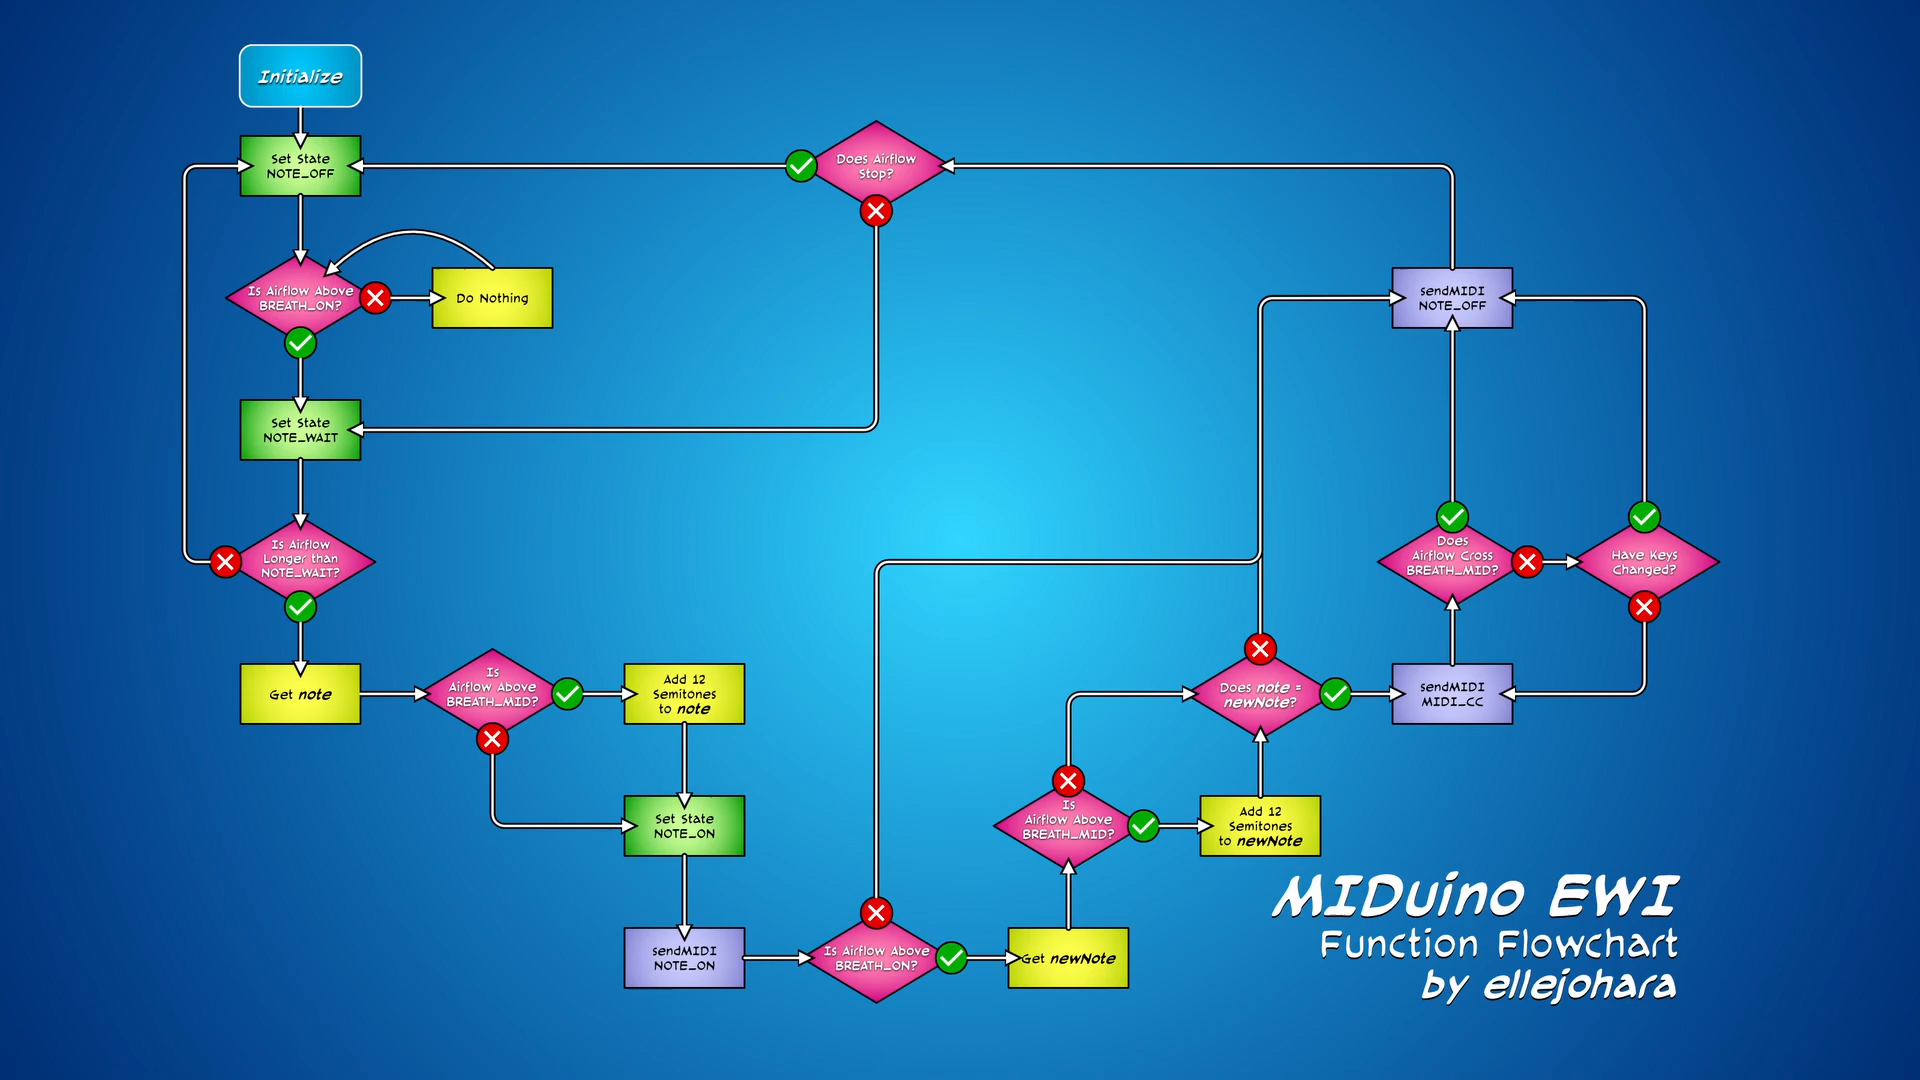 Initialize
Set State
NOTE_OFF
Does Airflow
Stop?
Is Airflow Above
BREATH_ON?
Do Nothing
sendMIDI
NOTE_OFF
Set State
NOTE_WAIT
Is Airflow
Longer than
NOTE_WAIT?
Does
Airflow Cross
BREATH_MID?
Have Keys
Changed?
Get note
Is
Airflow Above
BREATH_MID?
Add 12
Semitones
to note
Does note =
newNote?
sendMIDI
MIDI_CC
Set State
NOTE_ON
Is
Airflow Above
BREATH_MID?
Add 12
Semitones
to newNote
sendMIDI
NOTE_ON
Is Airflow Above
BREATH_ON?
Get newNote
MIDuino EWI
Function Flowchart
by ellejohara